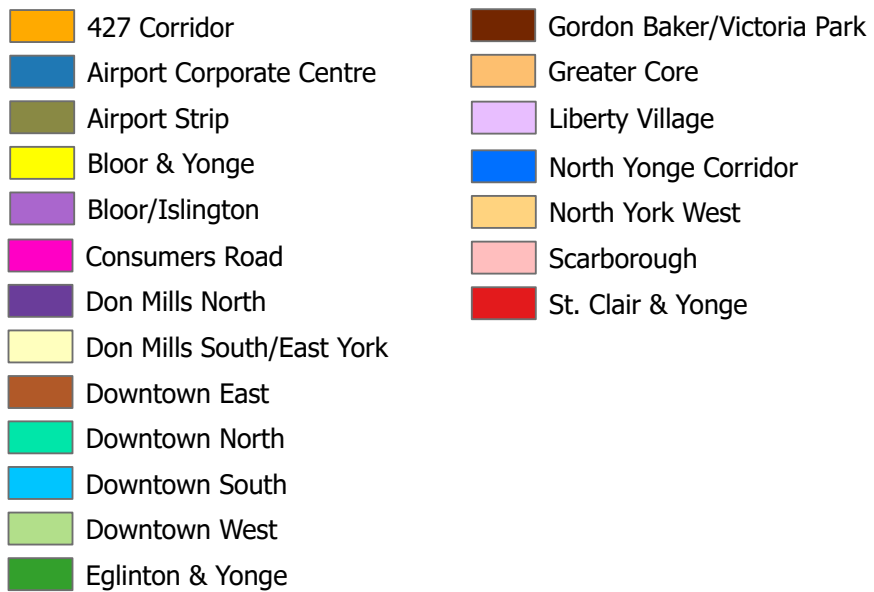 427 Corridor
Airport Corporate Centre
Airport Strip
Bloor & Yonge
Bloor/Islington
Consumers Road
Don Mills North
Don Mills South/East York
Downtown East
Downtown North
Downtown South
Downtown West
Eglinton & Yonge
Gordon Baker/Victoria Park
Greater Core
Liberty Village
North Yonge Corridor
North York West
Scarborough
St. Clair & Yonge